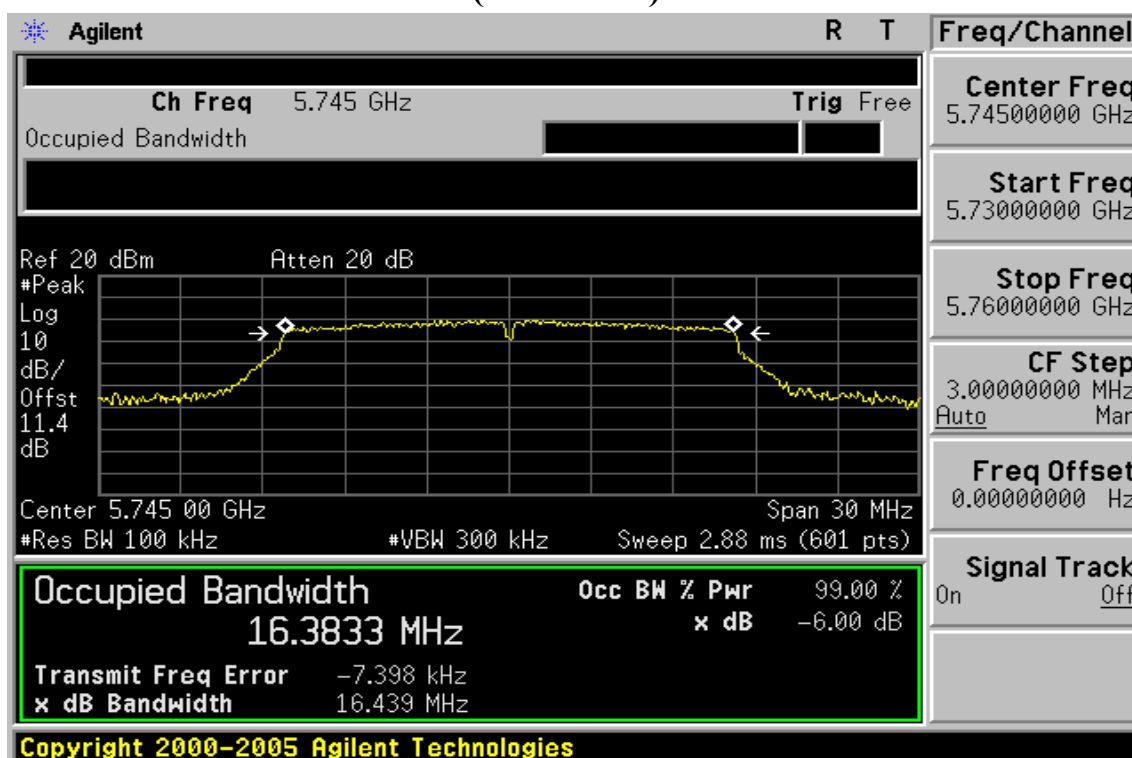 Agilent R T
Ch Freq 5.745 GHz Trig Free
Occupied Bandwidth
Ref 20 dBm Atten 20 dB
#Peak
Log
10
dB/
Offst
11.4
dB
Center 5.745 00 GHz Span 30 MHz
#Res BW 100 kHz #VBW 300 kHz Sweep 2.88 ms (601 pts)
Occupied Bandwidth Occ BW % Pwr 99.00 %
16.3833 MHz x dB -6.00 dB
Transmit Freq Error -7.398 kHz
x dB Bandwidth 16.439 MHz
Copyright 2000-2005 Agilent Technologies
Freq/Channel
Center Freq
5.74500000 GHz
Start Freq
5.73000000 GHz
Stop Freq
5.76000000 GHz
CF Step
3.00000000 MHz
Auto Man
Freq Offset
0.00000000 Hz
Signal Track
On Off